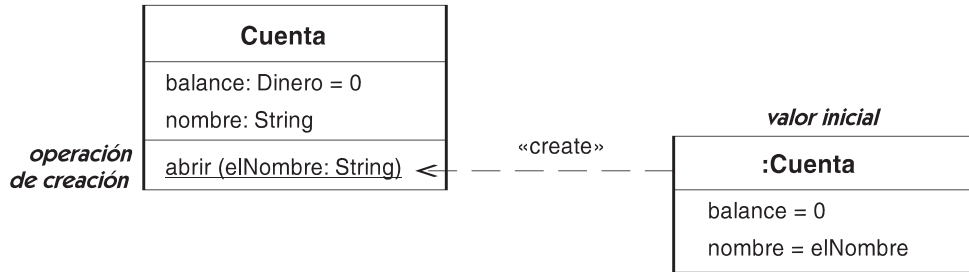 Cuenta
balance: Dinero = 0
nombre: String
operación
de creación
abrir (elNombre: String)
«create»
valor inicial
:Cuenta
balance = 0
nombre = elNombre